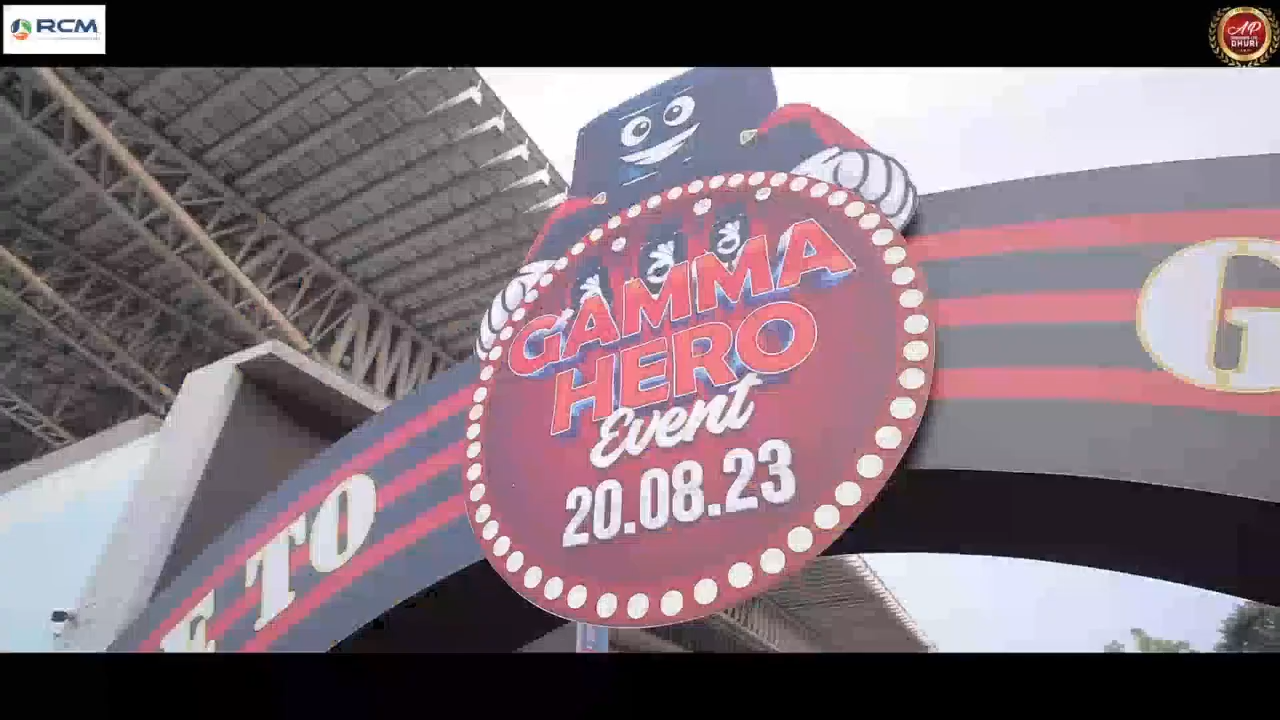 RCM
AP
DHURI
GAMMA
HERO
Event
20.08.23
E TO
G